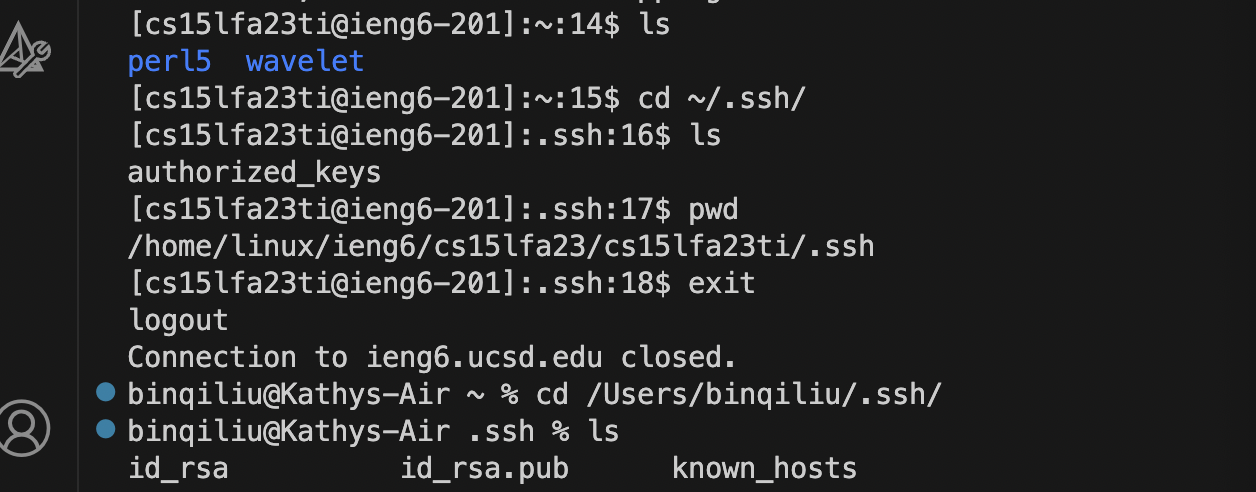 [cs15lfa23ti@ieng6-201]:~:14$ ls
perl5  wavelet
[cs15lfa23ti@ieng6-201]:~:15$ cd ~/.ssh/
[cs15lfa23ti@ieng6-201]:.ssh:16$ ls
authorized_keys
[cs15lfa23ti@ieng6-201]:.ssh:17$ pwd
/home/linux/ieng6/cs15lfa23/cs15lfa23ti/.ssh
[cs15lfa23ti@ieng6-201]:.ssh:18$ exit
logout
Connection to ieng6.ucsd.edu closed.
binqiliu@Kathys-Air ~ % cd /Users/binqiliu/.ssh/
binqiliu@Kathys-Air .ssh % ls
id_rsa          id_rsa.pub      known_hosts